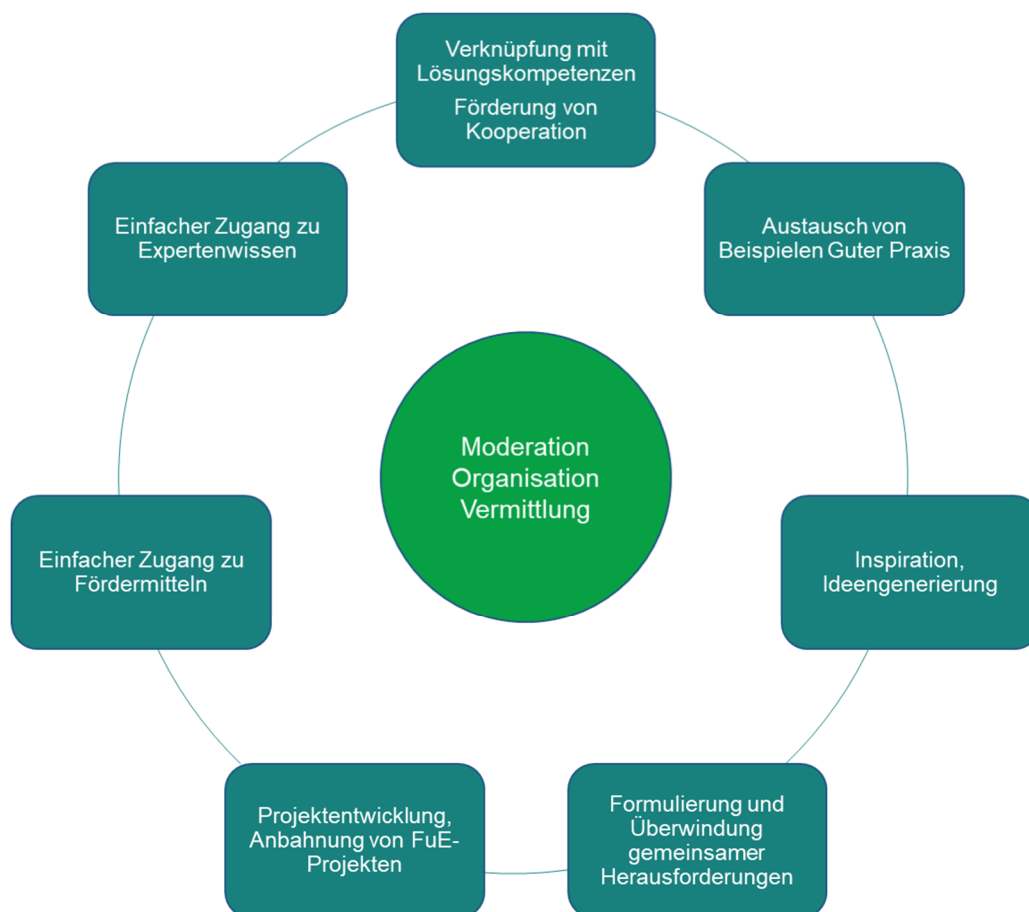 Verknüpfung mit
Lösungskompetenzen
Förderung von
Kooperation
Austausch von
Beispielen Guter Praxis
Inspiration,
Ideengenerierung
Formulierung und
Überwindung
gemeinsamer
Herausforderungen
Projektentwicklung,
Anbahnung von FuE-
Projekten
Einfacher Zugang zu
Fördermitteln
Einfacher Zugang zu
Expertenwissen
Moderation
Organisation
Vermittlung